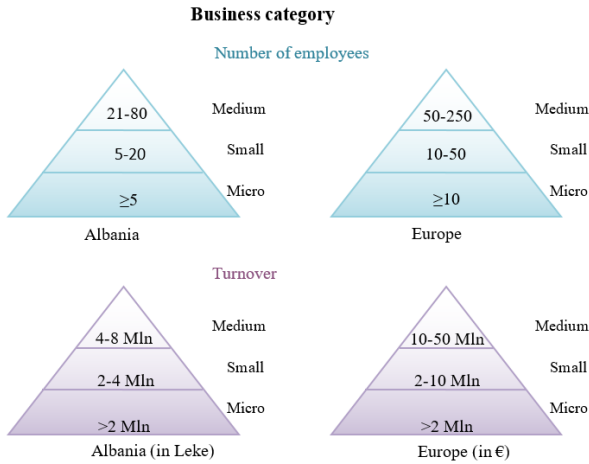 Business category
Number of employees
21-80
Medium
5-20
Small
≥5
Micro
Albania
50-250
Medium
10-50
Small
≥10
Micro
Europe
Turnover
4-8 Mln
Medium
2-4 Mln
Small
>2 Mln
Micro
Albania (in Leke)
10-50 Mln
Medium
2-10 Mln
Small
>2 Mln
Micro
Europe (in €)